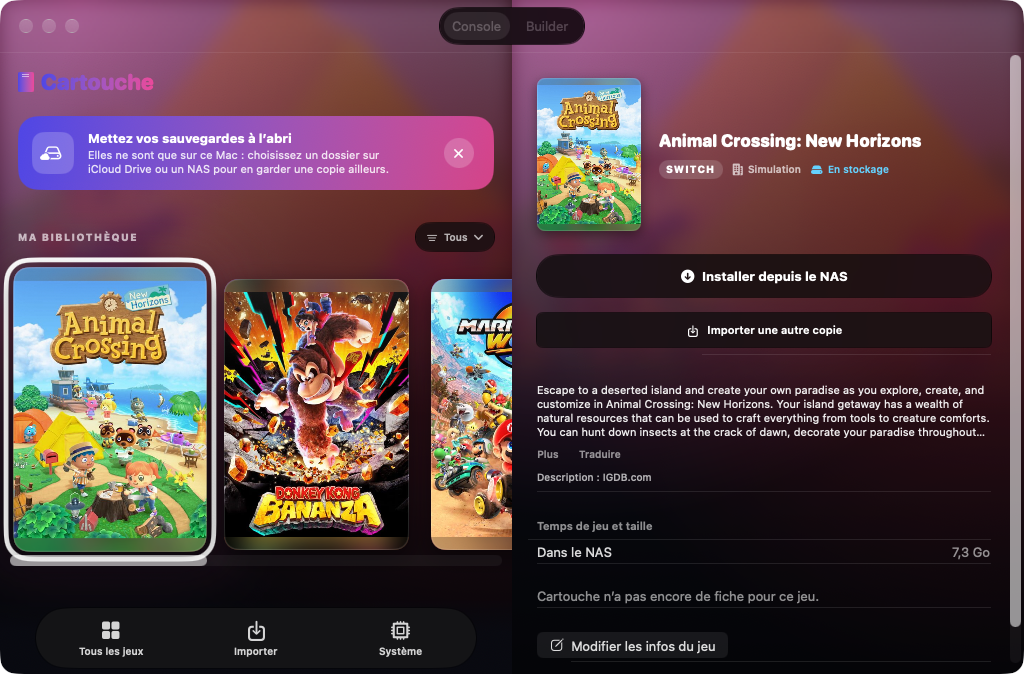 Console
Builder
Cartouche
Mettez vos sauvegardes à l’abri
Elles ne sont que sur ce Mac : choisissez un dossier sur
iCloud Drive ou un NAS pour en garder une copie ailleurs.
MA BIBLIOTHÈQUE
Tous
New
Horizons
Animal
Crossing
DONKEY KONG
BANANZA
Tous les jeux
Importer
Système
New
Horizons
Animal
Crossing
Animal Crossing: New Horizons
SWITCH
Simulation
En stockage
Installer depuis le NAS
Importer une autre copie
Escape to a deserted island and create your own paradise as you explore, create, and
customize in Animal Crossing: New Horizons. Your island getaway has a wealth of
natural resources that can be used to craft everything from tools to creature comforts.
You can hunt down insects at the crack of dawn, decorate your paradise throughout...
Plus
Traduire
Description : IGDB.com
Temps de jeu et taille
Dans le NAS
7,3 Go
Cartouche n’a pas encore de fiche pour ce jeu.
Modifier les infos du jeu